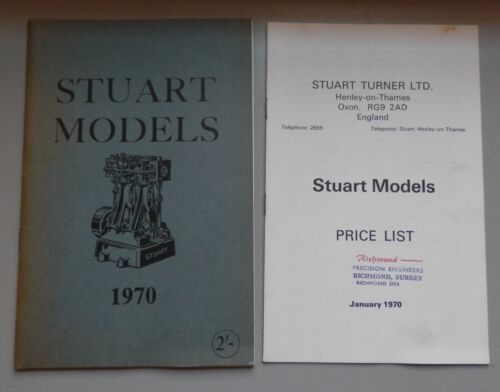 STUART
MODELS
STUART
1970
2/-
STUART TURNER LTD.
Henley-on-Thames
Oxon. RG9 2AD
England
Telephone: 2655
Telegrams: Stuart, Henley-on-Thames
Stuart Models
PRICE LIST
Richmond
PRECISION ENGINEERS
RICHMOND, SURREY
RICHMOND 2414
January 1970